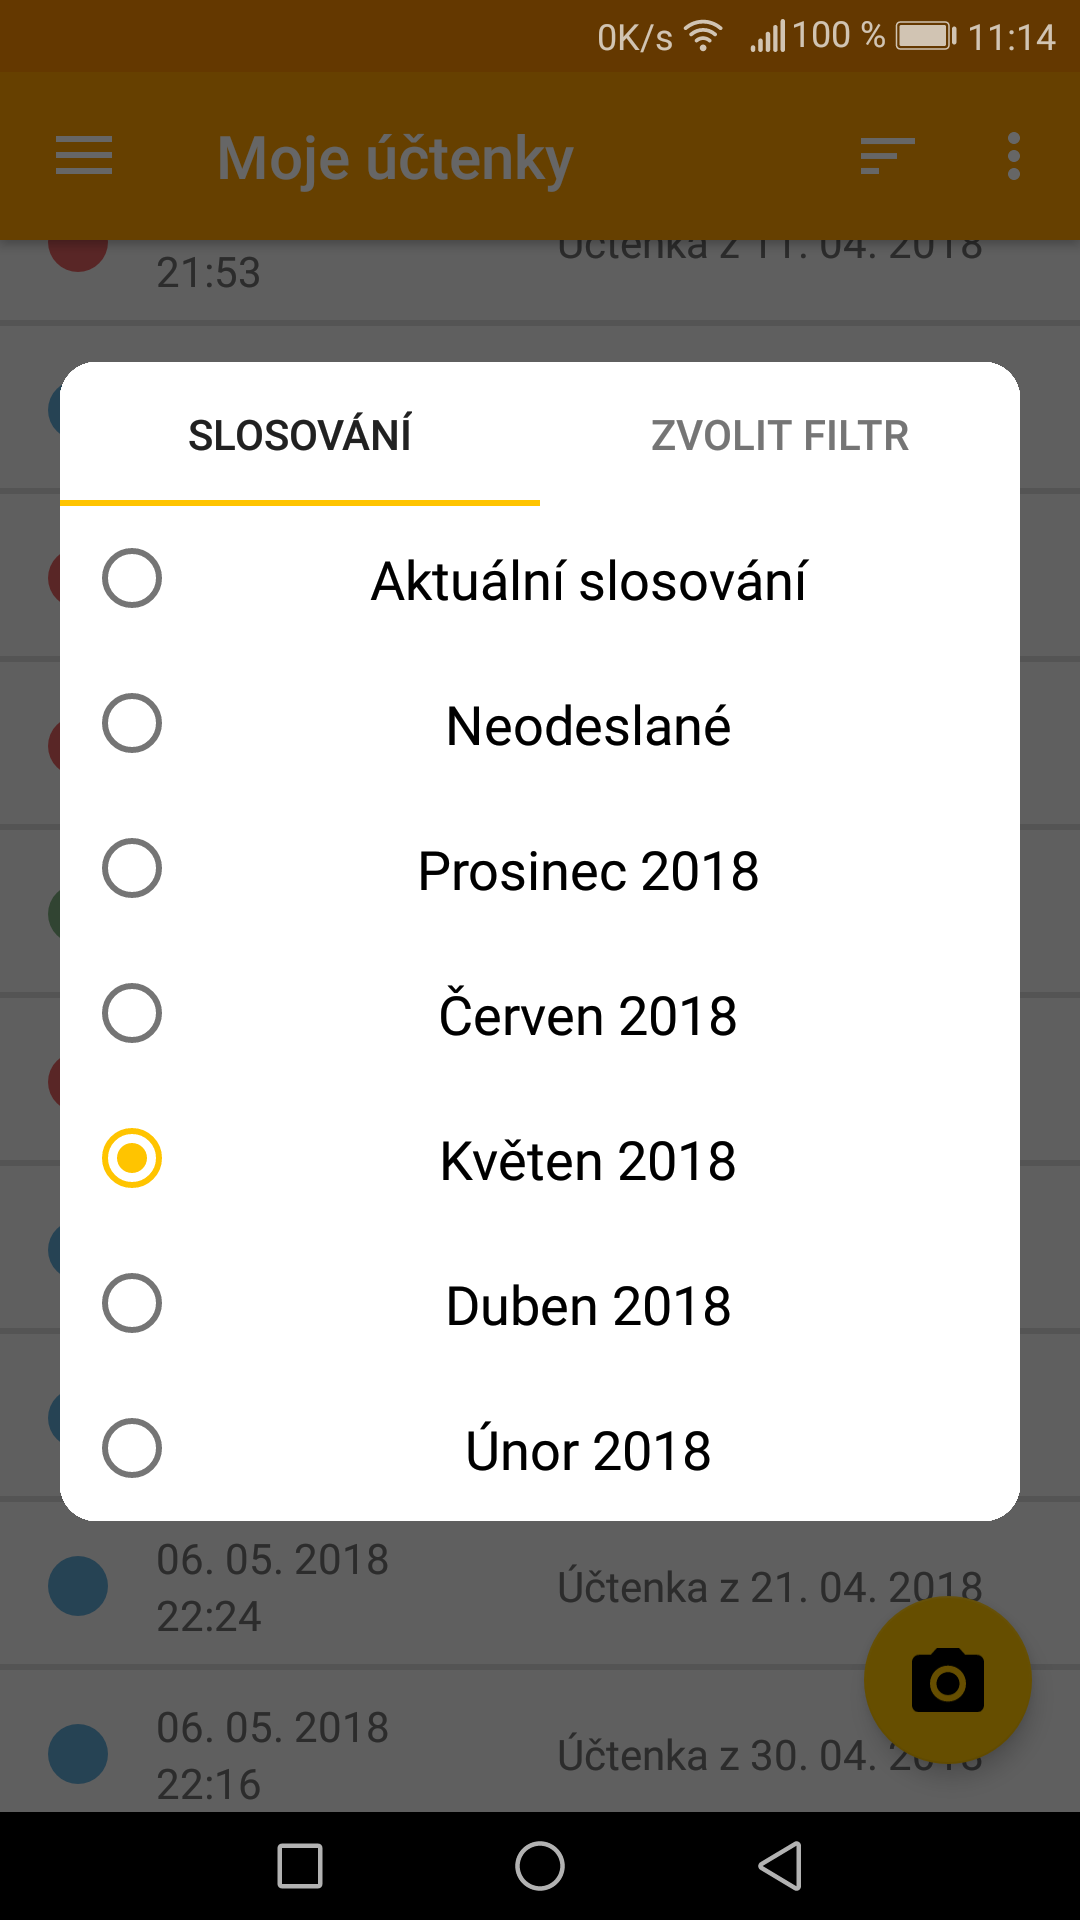 0K/s 100 % 11:14
Moje účtenky
21:53
Účtenka z 11. 04. 2018
SLOSOVÁNÍ
ZVOLIT FILTR
Aktuální slosování
Neodeslané
Prosinec 2018
Červen 2018
Květen 2018
Duben 2018
Únor 2018
06. 05. 2018
22:24
Účtenka z 21. 04. 2018
06. 05. 2018
22:16
Účtenka z 30. 04. 2018